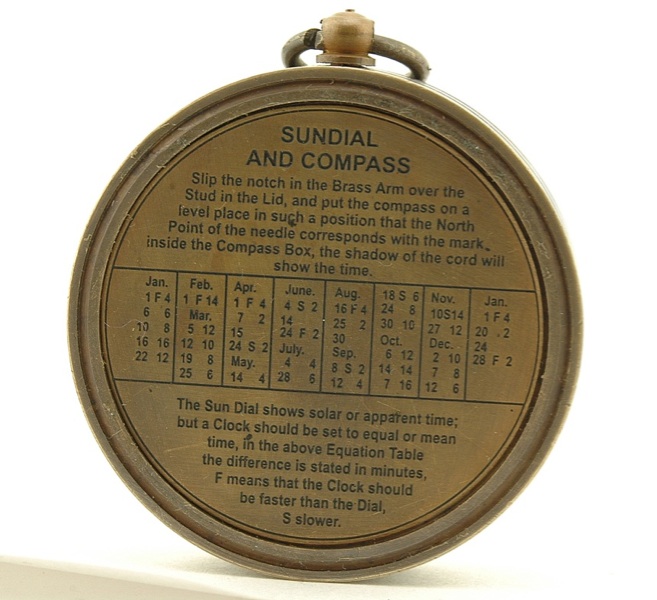 SUNDIAL
AND COMPASS
Slip the notch in the Brass Arm over the
Stud in the Lid, and put the compass on a
level place in such a position that the North
Point of the needle corresponds with the mark
inside the Compass Box, the shadow of the cord will
show the time.
Jan.
1 F 4
6 6
10 8
16 16
22 12
Feb.
1 F 14
Mar.
5 12
12 10
19 8
25 6
Apr.
1 F 4
7 2
15
24 S 2
May.
14 4
June.
4 S 2
14
24 F 2
July.
4 4
28 6
Aug.
16 F 4
25 2
30
Sep.
8 S 2
12 4
18 S 6
24 8
30 10
Oct.
6 12
14 14
7 16
Nov.
10S14
27 12
Dec.
2 10
7 8
12 6
Jan.
1 F 4
20 .2
24
28 F 2
The Sun Dial shows solar or apparent time;
but a Clock should be set to equal or mean
time, in the above Equation Table
the difference is stated in minutes,
F means that the Clock should
be faster than the Dial,
S slower.